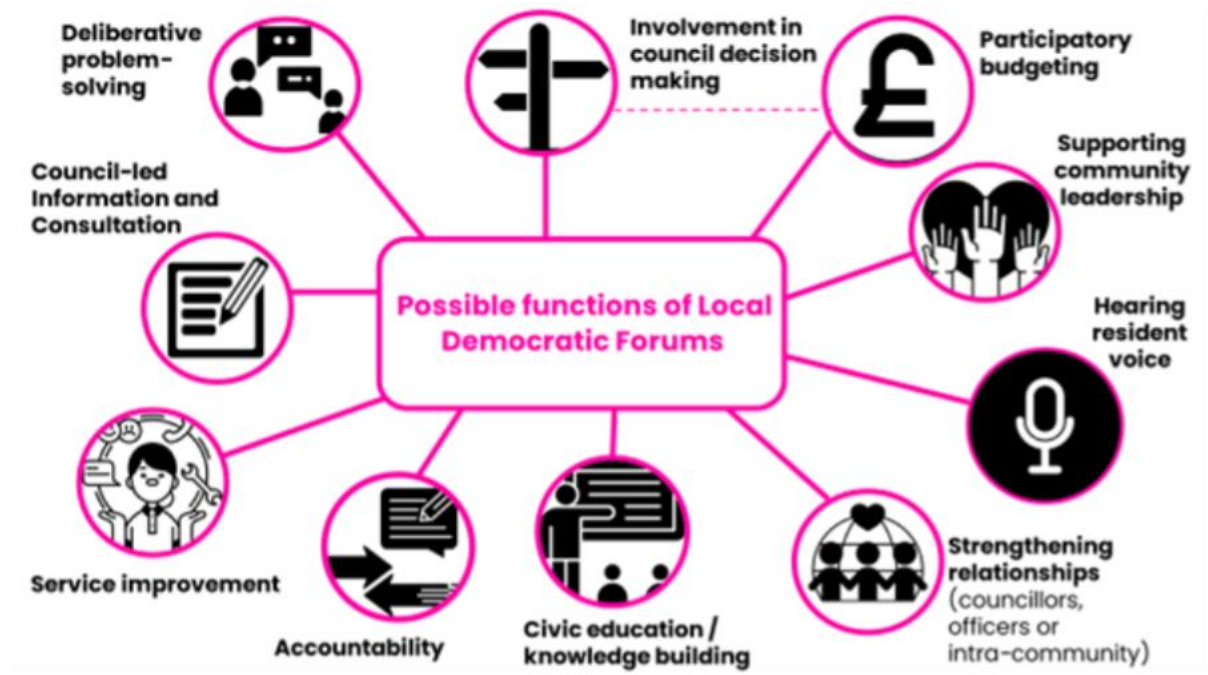 Deliberative
problem-
solving
Involvement in
council decision
making
Participatory
budgeting
Supporting
community
leadership
Council-led
Information and
Consultation
Possible functions of Local
Democratic Forums
Hearing
resident
voice
Service improvement
Accountability
Civic education /
knowledge building
Strengthening
relationships
(councillors,
officers or
intra-community)